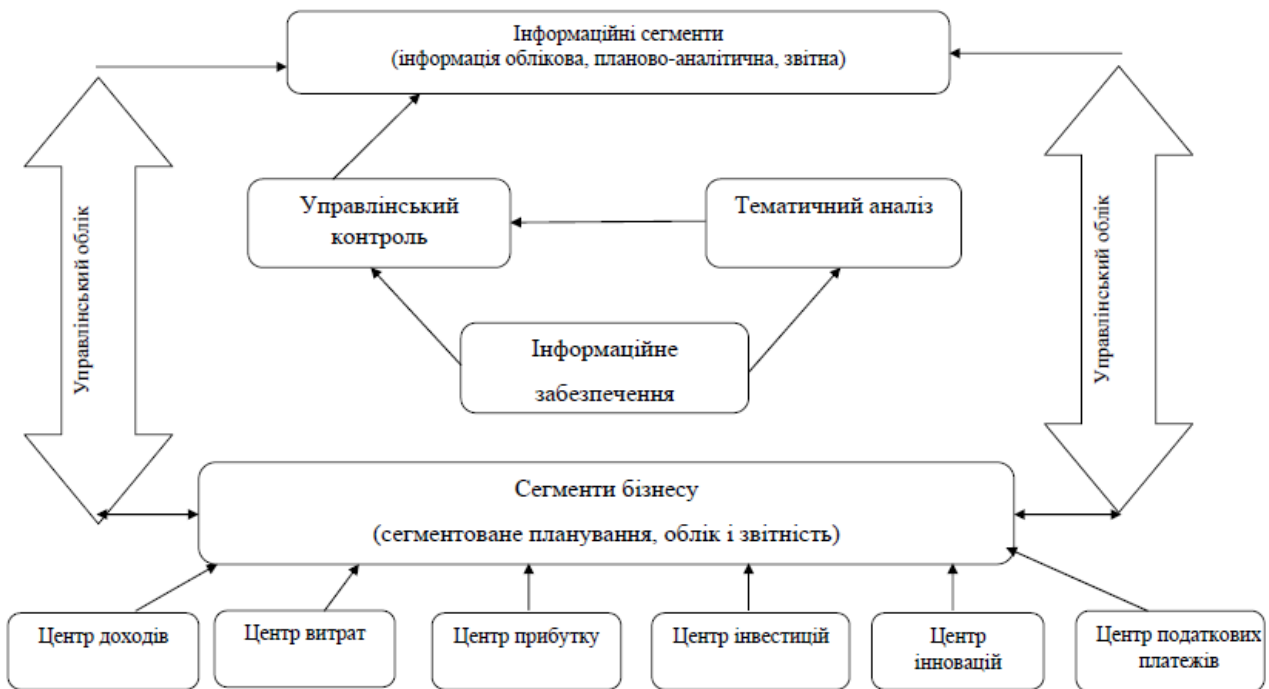 Інформаційні сегменти
(інформація облікова, планово-аналітична, звітна)
Управлінський облік
Управлінський
контроль
Тематичний аналіз
Управлінський облік
Інформаційне
забезпечення
Сегменти бізнесу
(сегментоване планування, облік і звітність)
Центр доходів
Центр витрат
Центр прибутку
Центр інвестицій
Центр
інновацій
Центр податкових
платежів